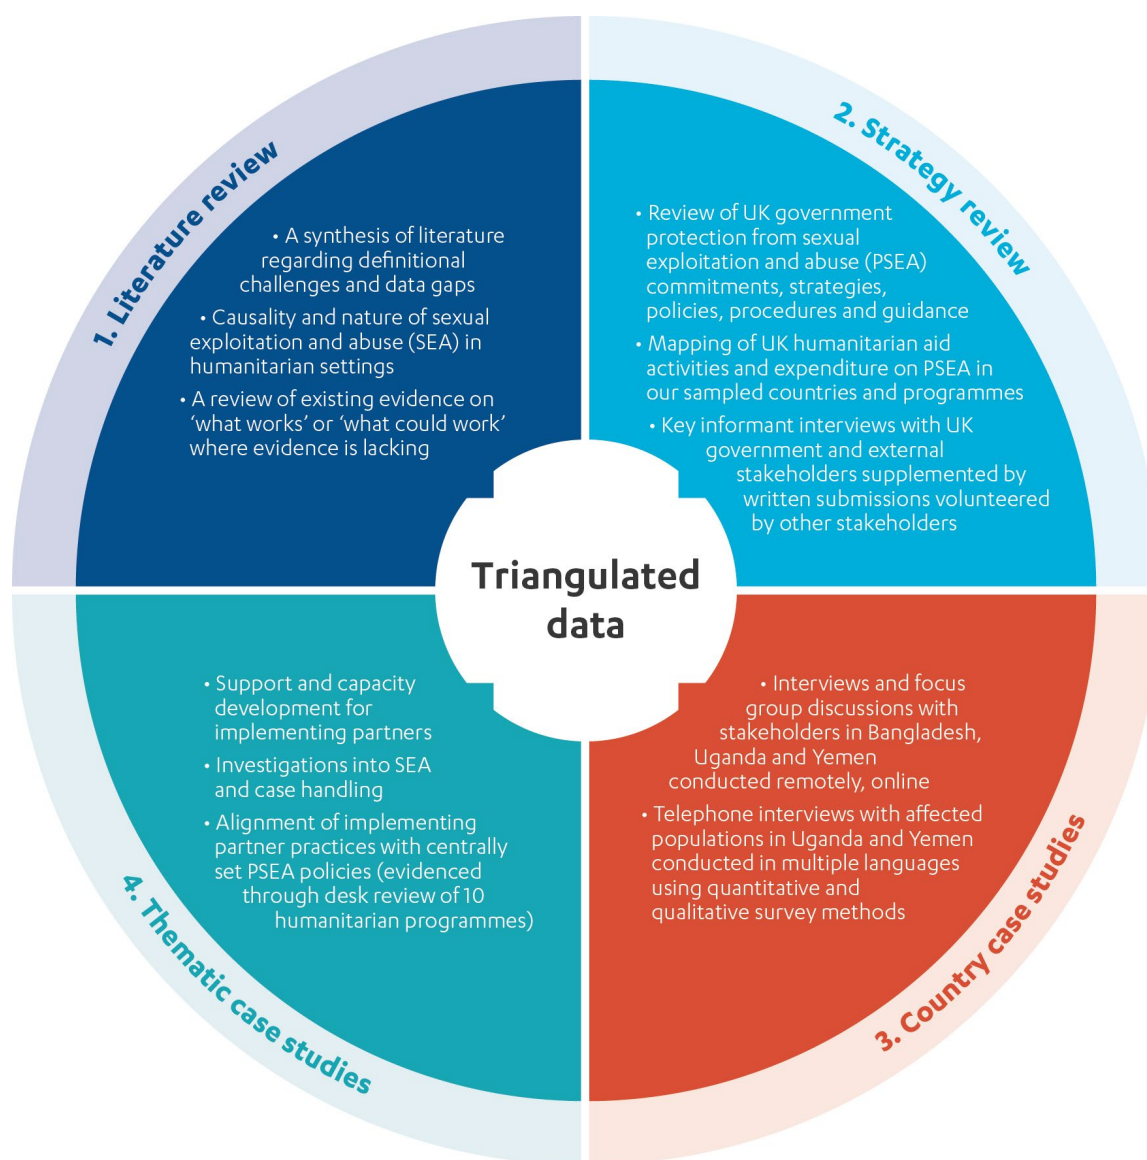 1. Literature review
• A synthesis of literature
regarding definitional
challenges and data gaps
• Causality and nature of sexual
exploitation and abuse (SEA) in
humanitarian settings
• A review of existing evidence on
‘what works’ or ‘what could work’
where evidence is lacking
2. Strategy review
• Review of UK government
protection from sexual
exploitation and abuse (PSEA)
commitments, strategies,
policies, procedures and guidance
• Mapping of UK humanitarian aid
activities and expenditure on PSEA in
our sampled countries and programmes
• Key informant interviews with UK
government and external
stakeholders supplemented by
written submissions volunteered
by other stakeholders
Triangulated
data
• Interviews and focus
group discussions with
stakeholders in Bangladesh,
Uganda and Yemen
conducted remotely, online
• Telephone interviews with affected
populations in Uganda and Yemen
conducted in multiple languages
using quantitative and
qualitative survey methods
3. Country case studies
• Support and capacity
development for
implementing partners
• Investigations into SEA
and case handling
• Alignment of implementing
partner practices with centrally
set PSEA policies (evidenced
through desk review of 10
humanitarian programmes)
4. Thematic case studies